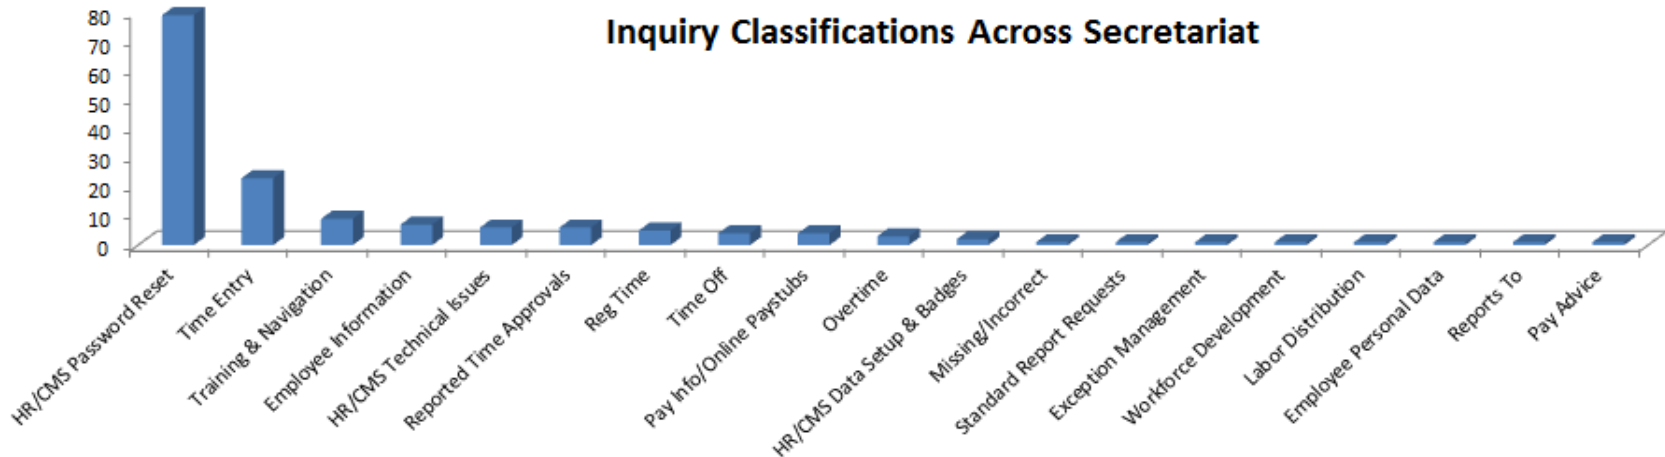 Inquiry Classifications Across Secretariat
80
70
60
50
40
30
20
10
0
HR/CMS Password Reset
Time Entry
Training & Navigation
Employee Information
HR/CMS Technical Issues
Reported Time Approvals
Reg Time
Time Off
Pay Info/Online Paystubs
Overtime
HR/CMS Data Setup & Badges
Missing/Incorrect
Standard Report Requests
Exception Management
Workforce Development
Labor Distribution
Employee Personal Data
Reports To
Pay Advice